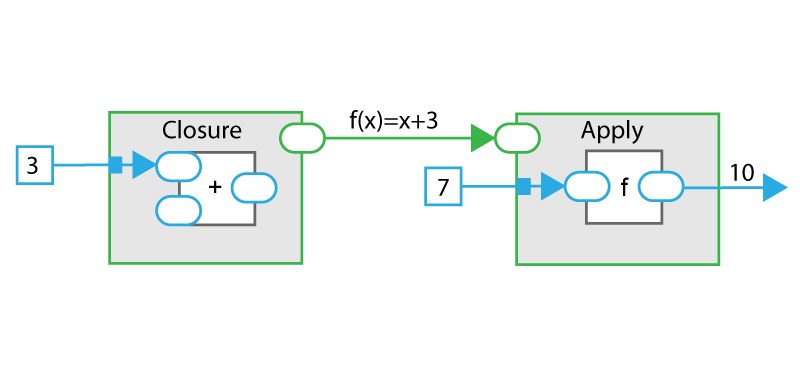 3
Closure
+
f(x)=x+3
7
Apply
f
10